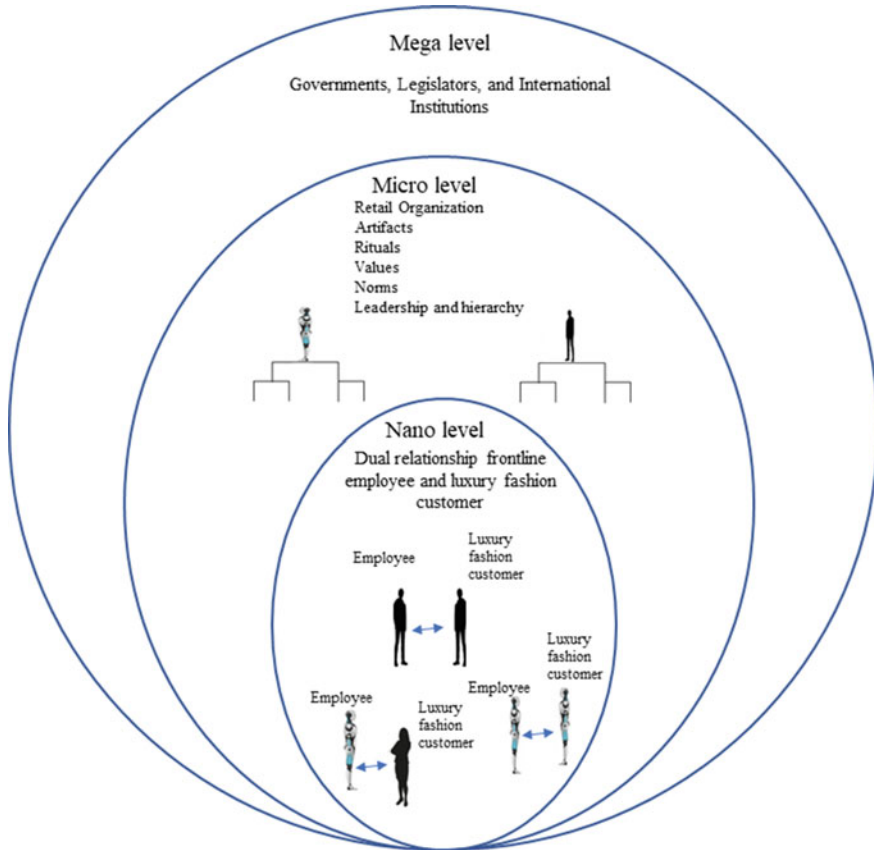 Mega level
Governments, Legislators, and International
Institutions
Micro level
Retail Organization
Artifacts
Rituals
Values
Norms
Leadership and hierarchy
Nano level
Dual relationship frontline
employee and luxury fashion
customer
Employee
Luxury
fashion
customer
Employee
Luxury
fashion
customer
Employee
Luxury
fashion
customer